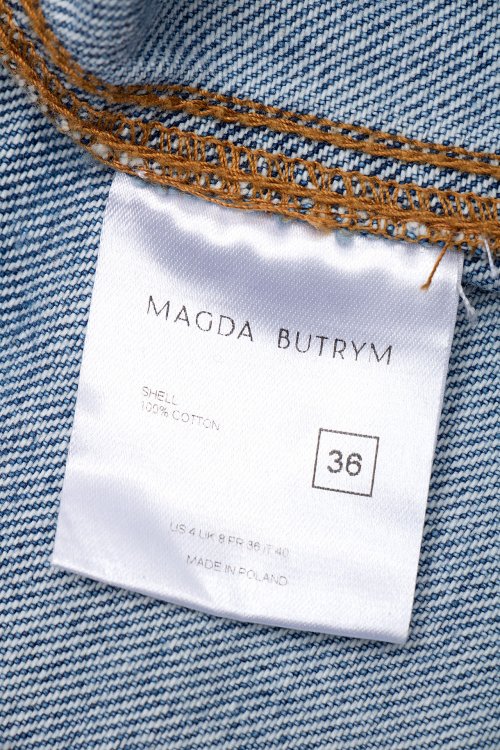 MAGDA BUTRYM
SHELL
100% COTTON
36
US 4 UK 8 FR 36 IT 40
MADE IN POLAND